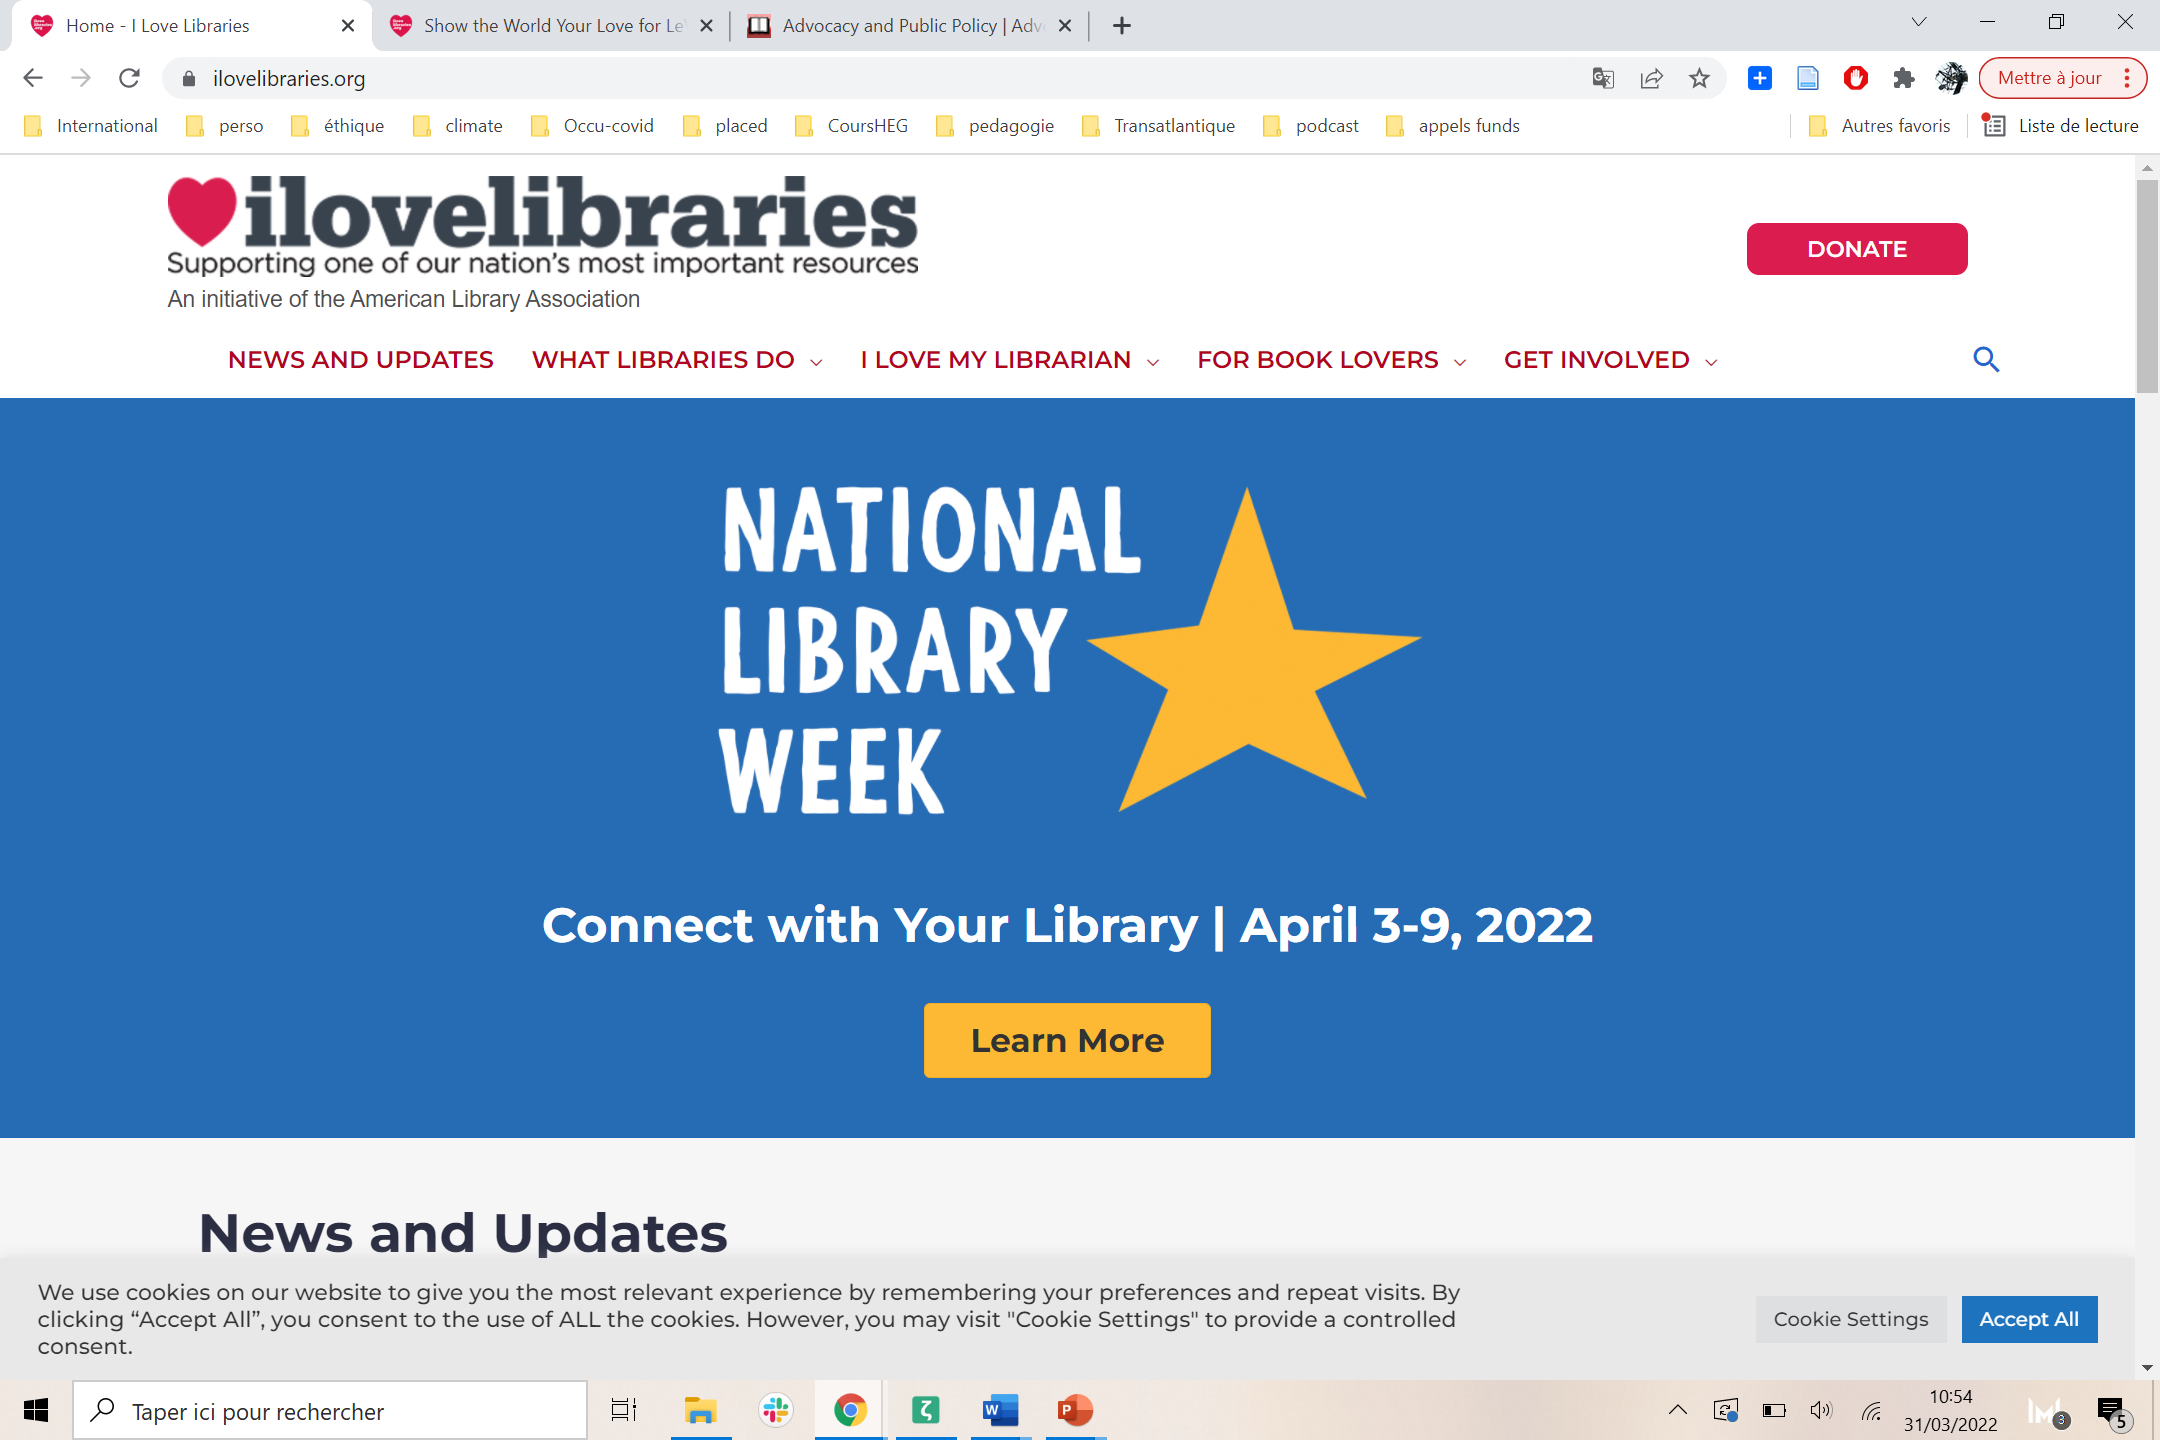 Home - I Love Libraries
Show the World Your Love for Le
Advocacy and Public Policy | Adv
ilovelibraries.org
Mettre à jour
International
perso
éthique
climate
Occu-covid
placed
CoursHEG
pedagogie
Transatlantique
podcast
appels funds
Autres favoris
Liste de lecture
ilovelibraries
Supporting one of our nation's most important resources
An initiative of the American Library Association
DONATE
NEWS AND UPDATES
WHAT LIBRARIES DO
I LOVE MY LIBRARIAN
FOR BOOK LOVERS
GET INVOLVED
NATIONAL
LIBRARY
WEEK
Connect with Your Library | April 3-9, 2022
Learn More
News and Updates
We use cookies on our website to give you the most relevant experience by remembering your preferences and repeat visits. By
clicking “Accept All”, you consent to the use of ALL the cookies. However, you may visit "Cookie Settings" to provide a controlled
consent.
Cookie Settings
Accept All
Taper ici pour rechercher
10:54
31/03/2022
3
5